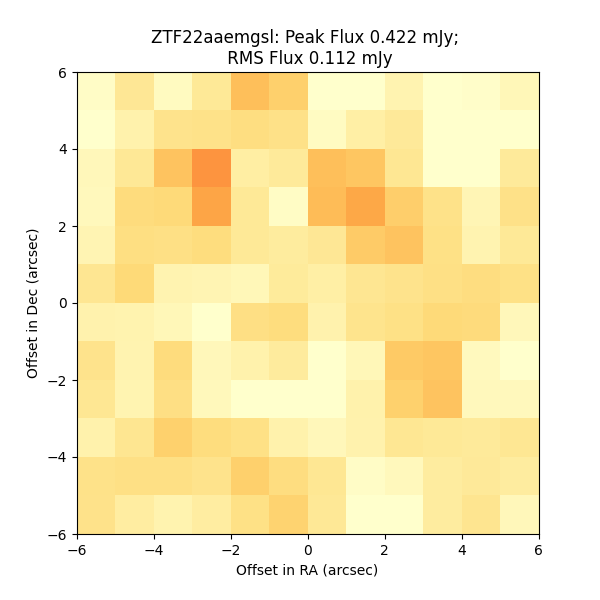 ZTF22aaemgsl: Peak Flux 0.422 mJy;
RMS Flux 0.112 mJy
6
4
2
0
−2
−4
−6
Offset in Dec (arcsec)
−6 −4 −2 0 2 4 6
Offset in RA (arcsec)